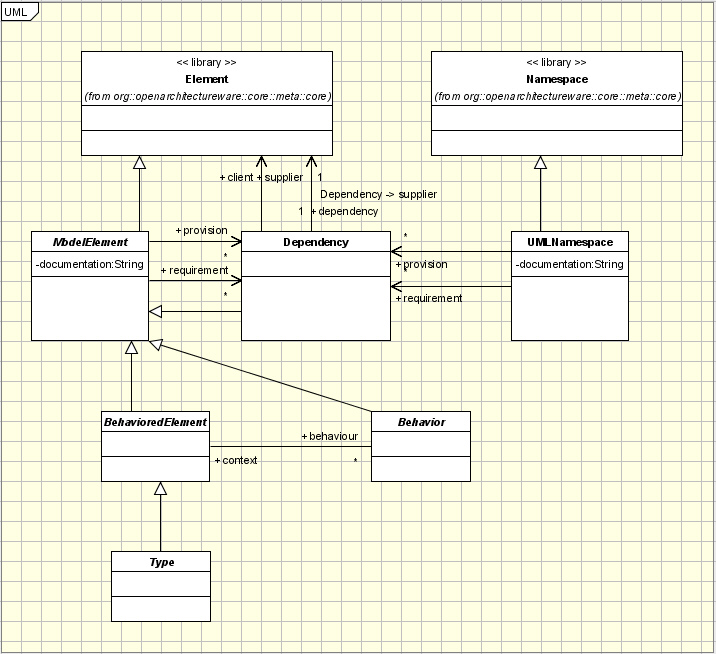 UML
<< library >>
Element
(from org::openarchitectureware::core::meta::core)
<< library >>
Namespace
(from org::openarchitectureware::core::meta::core)
+ client + supplier 1
Dependency -> supplier
1 + dependency
+ provision
*
+ requirement
*
ModelElement
-documentation:String
Dependency
*
+ provision
*
+ requirement
UMLNamespace
-documentation:String
BehavioredElement
+ behaviour
+ context
*
Behavior
Type